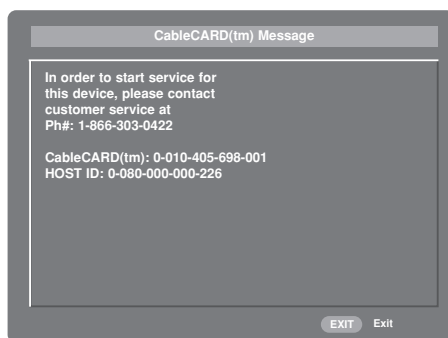 CableCARD(tm) Message
In order to start service for
this device, please contact
customer service at
Ph#: 1-866-303-0422
CableCARD(tm): 0-010-405-698-001
HOST ID: 0-080-000-000-226
EXIT Exit